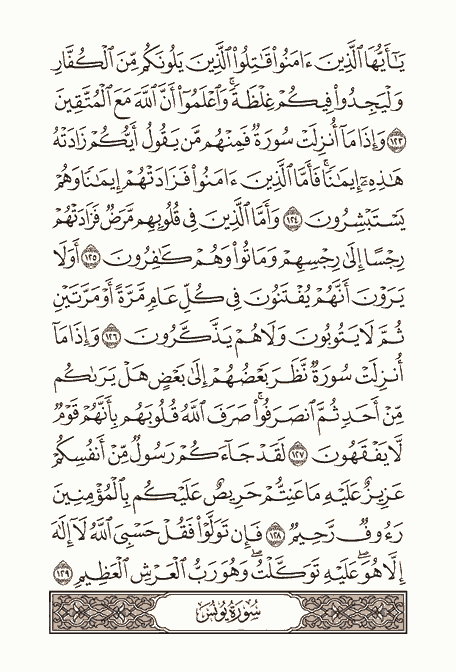 يَـٰٓأَيُّهَا ٱلَّذِينَ ءَامَنُوا۟ قَـٰتِلُوا۟ ٱلَّذِينَ يَلُونَكُم مِّنَ ٱلْكُفَّارِ
وَلْيَجِدُوا۟ فِيكُمْ غِلْظَةً ۚ وَٱعْلَمُوٓا۟ أَنَّ ٱللَّهَ مَعَ ٱلْمُتَّقِينَ
١٢٣ وَإِذَا مَآ أُنزِلَتْ سُورَةٌ فَمِنْهُم مَّن يَقُولُ أَيُّكُمْ زَادَتْهُ
هَـٰذِهِۦٓ إِيمَـٰنًا ۚ فَأَمَّا ٱلَّذِينَ ءَامَنُوا۟ فَزَادَتْهُمْ إِيمَـٰنًا وَهُمْ
يَسْتَبْشِرُونَ ١٢٤ وَأَمَّا ٱلَّذِينَ فِى قُلُوبِهِم مَّرَضٌ فَزَادَتْهُمْ
رِجْسًا إِلَىٰ رِجْسِهِمْ وَمَاتُوا۟ وَهُمْ كَـٰفِرُونَ ١٢٥ أَوَلَا
يَرَوْنَ أَنَّهُمْ يُفْتَنُونَ فِى كُلِّ عَامٍ مَّرَّةً أَوْ مَرَّتَيْنِ
ثُمَّ لَا يَتُوبُونَ وَلَا هُمْ يَذَّكَّرُونَ ١٢٦ وَإِذَا مَآ
أُنزِلَتْ سُورَةٌ نَّظَرَ بَعْضُهُمْ إِلَىٰ بَعْضٍ هَلْ يَرَىٰكُم
مِّنْ أَحَدٍ ثُمَّ ٱنصَرَفُوا۟ ۚ صَرَفَ ٱللَّهُ قُلُوبَهُم بِأَنَّهُمْ قَوْمٌ
لَّا يَفْقَهُونَ ١٢٧ لَقَدْ جَآءَكُمْ رَسُولٌ مِّنْ أَنفُسِكُمْ
عَزِيزٌ عَلَيْهِ مَا عَنِتُّمْ حَرِيصٌ عَلَيْكُم بِٱلْمُؤْمِنِينَ
رَءُوفٌ رَّحِيمٌ ١٢٨ فَإِن تَوَلَّوْا۟ فَقُلْ حَسْبِىَ ٱللَّهُ لَآ إِلَـٰهَ
إِلَّا هُوَ ۖ عَلَيْهِ تَوَكَّلْتُ ۖ وَهُوَ رَبُّ ٱلْعَرْشِ ٱلْعَظِيمِ ١٢٩
سُورَةُ يُونُسَ